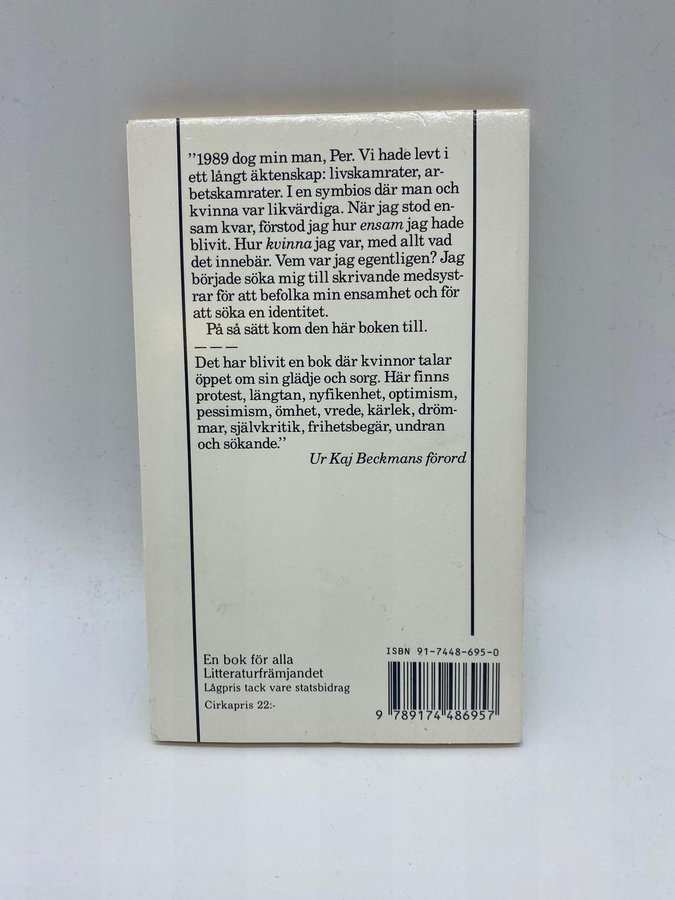 ”1989 dog min man, Per. Vi hade levt i
ett långt äktenskap: livskamrater, ar-
betskamrater. I en symbios där man och
kvinna var likvärdiga. När jag stod en-
sam kvar, förstod jag hur ensam jag hade
blivit. Hur kvinna jag var, med allt vad
det innebär. Vem var jag egentligen? Jag
började söka mig till skrivande medsyst-
rar för att befolka min ensamhet och för
att söka en identitet.
På så sätt kom den här boken till.
— — —
Det har blivit en bok där kvinnor talar
öppet om sin glädje och sorg. Här finns
protest, längtan, nyfikenhet, optimism,
pessimism, ömhet, vrede, kärlek, dröm-
mar, självkritik, frihetsbegär, undran
och sökande.”
Ur Kaj Beckmans förord
En bok för alla
Litteraturfrämjandet
Lågpris tack vare statsbidrag
Cirkapris 22:-
ISBN 91-7448-695-0
9 789174 486957